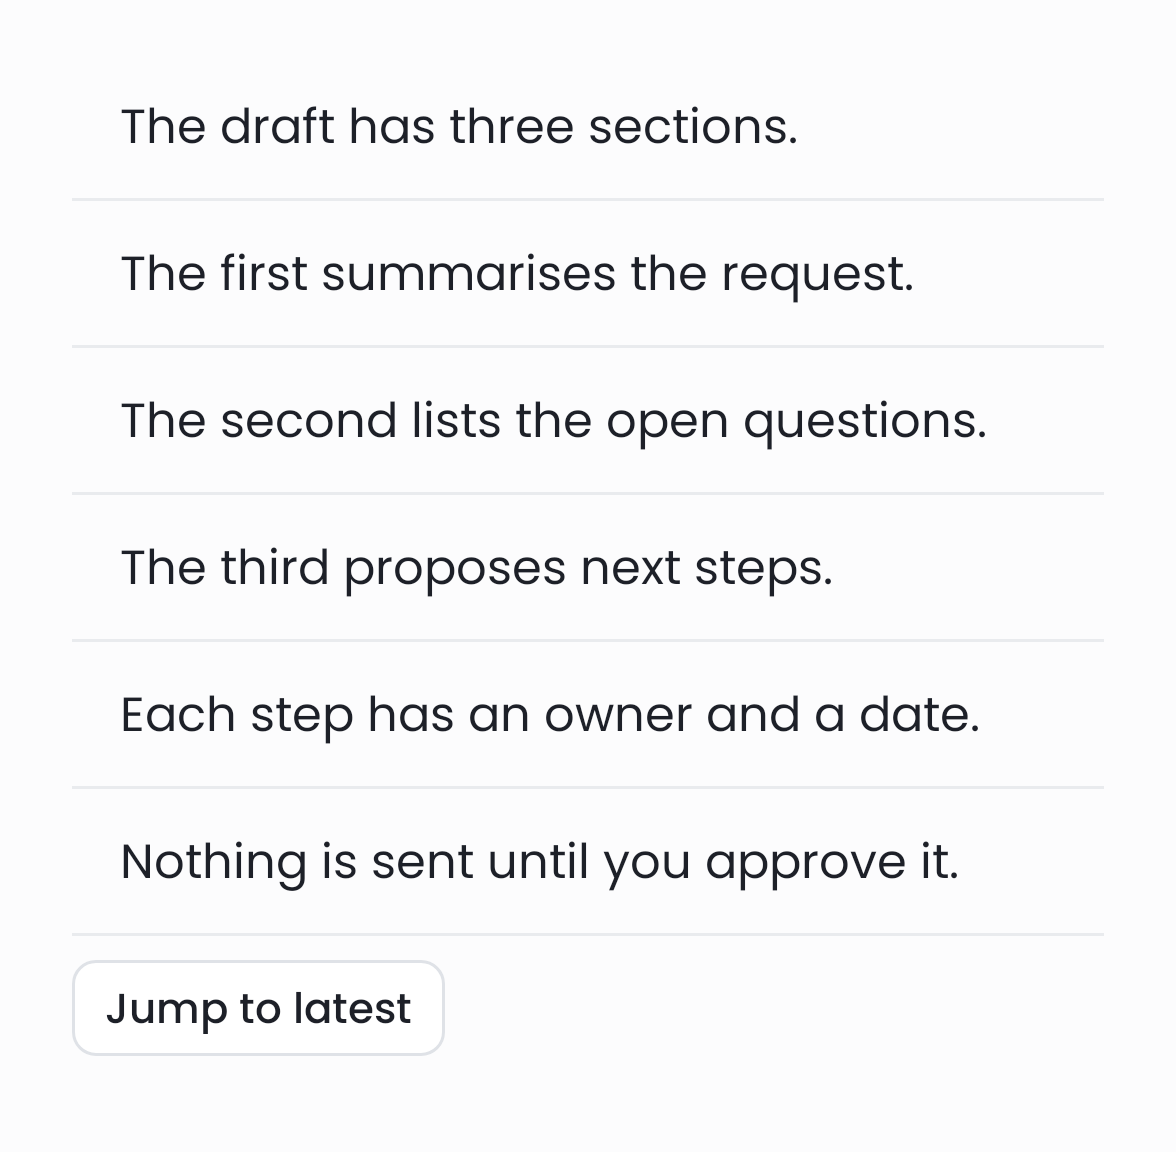 The draft has three sections.
The first summarises the request.
The second lists the open questions.
The third proposes next steps.
Each step has an owner and a date.
Nothing is sent until you approve it.
Jump to latest